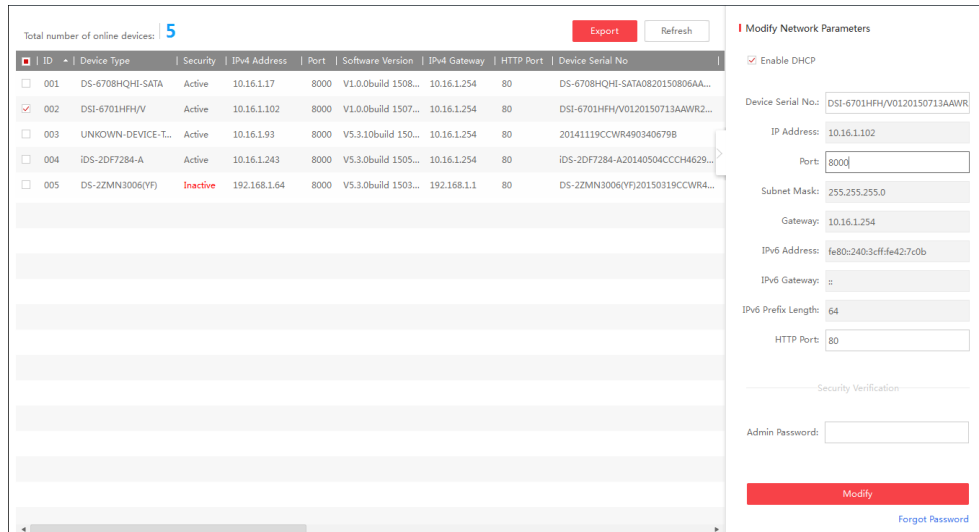 Total number of online devices: 5
Export
Refresh
ID | Device Type | Security | IPv4 Address | Port | Software Version | IPv4 Gateway | HTTP Port | Device Serial No
001 DS-6708HQHI-SATA Active 10.16.1.17 8000 V1.0.0build 1508... 10.16.1.254 80 DS-6708HQHI-SATA0820150806AA...
002 DSI-6701HFH/V Active 10.16.1.102 8000 V1.0.0build 1507... 10.16.1.254 80 DSI-6701HFH/V0120150713AAWR2...
003 UNKOWN-DEVICE-T... Active 10.16.1.93 8000 V5.3.10build 150... 10.16.1.254 80 20141119CCWR490340679B
004 iDS-2DF7284-A Active 10.16.1.243 8000 V5.3.0build 1505... 10.16.1.254 80 iDS-2DF7284-A20140504CCCH4629...
005 DS-2ZMN3006(YF) Inactive 192.168.1.64 8000 V5.3.0build 1503... 192.168.1.1 80 DS-2ZMN3006(YF)20150319CCWR4...
Modify Network Parameters
Enable DHCP
Device Serial No.: DSI-6701HFH/V0120150713AAWR
IP Address: 10.16.1.102
Port: 8000
Subnet Mask: 255.255.255.0
Gateway: 10.16.1.254
IPv6 Address: fe80::240:3cff:fe42:7c0b
IPv6 Gateway: ::
IPv6 Prefix Length: 64
HTTP Port: 80
Security Verification
Admin Password:
Modify
Forgot Password